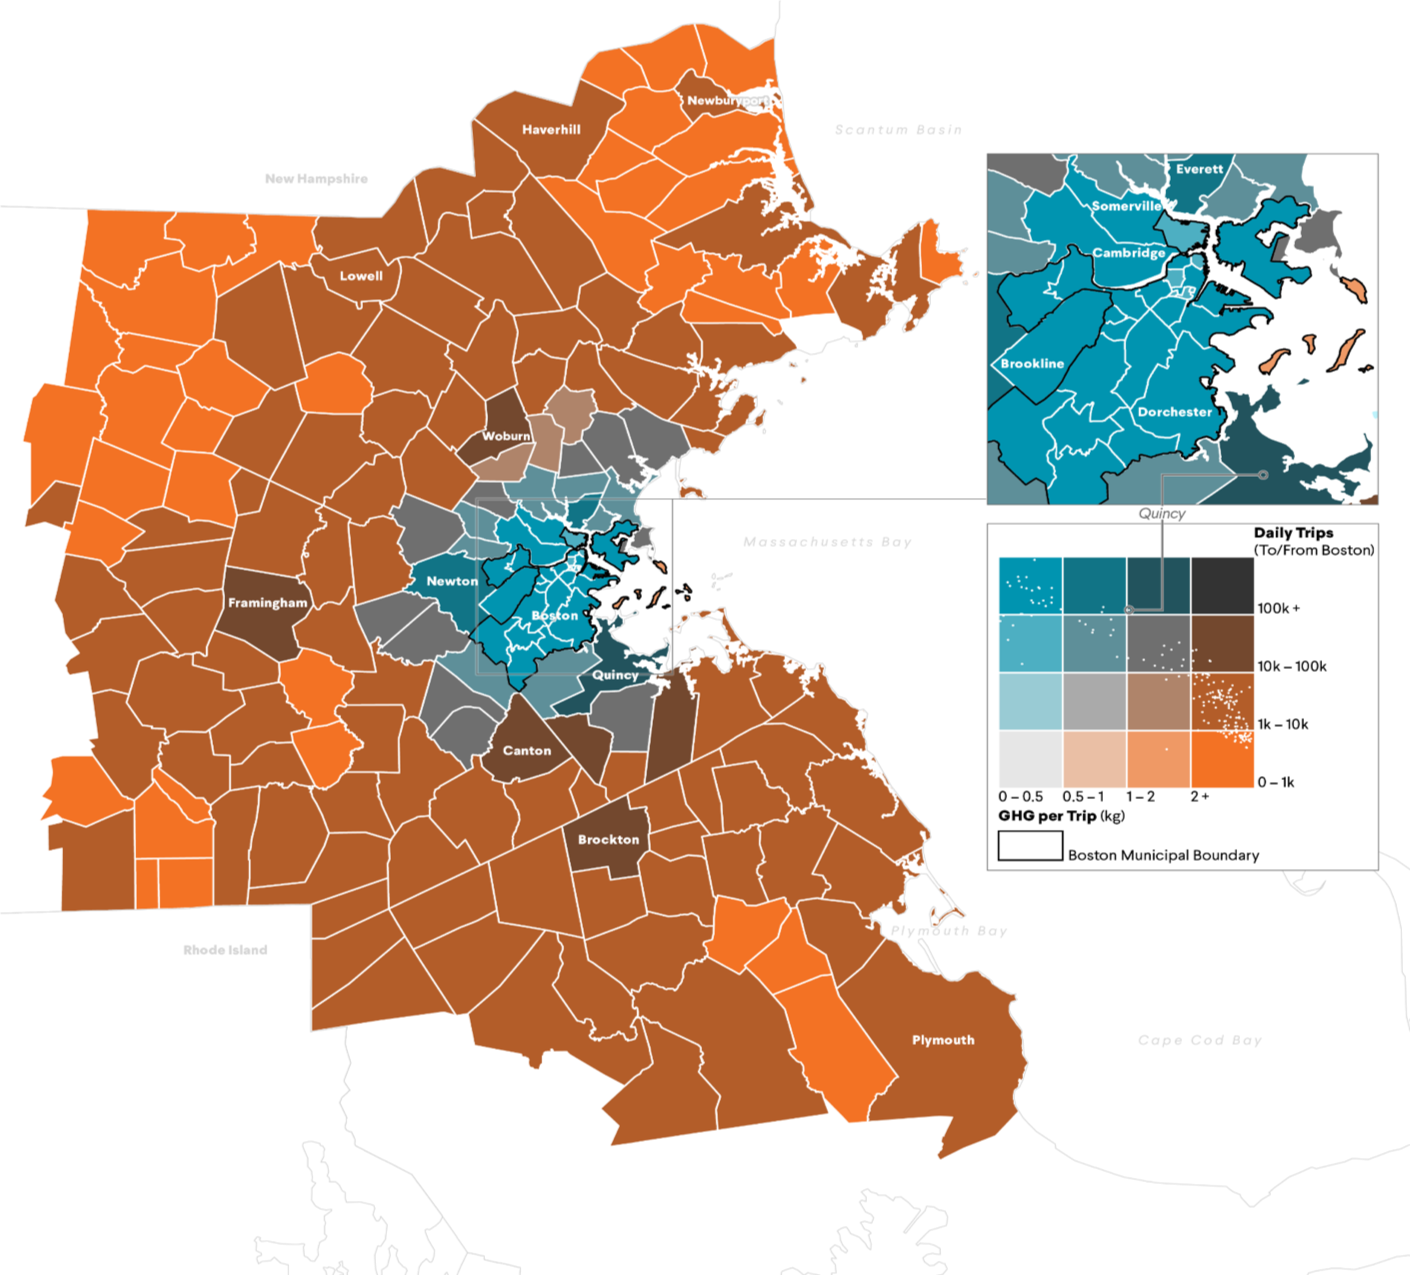 Newburyport
Haverhill
Scantum Basin
New Hampshire
Everett
Somerville
Lowell
Cambridge
Brookline
Dorchester
Woburn
Quincy
Massachusetts Bay
Daily Trips
(To/From Boston)
Newton
Framingham
Boston
100k +
10k – 100k
Quincy
1k – 10k
Canton
0 – 1k
0 – 0.5 0.5 – 1 1 – 2 2 +
GHG per Trip (kg)
Brockton
Boston Municipal Boundary
Plymouth Bay
Rhode Island
Plymouth
Cape Cod Bay